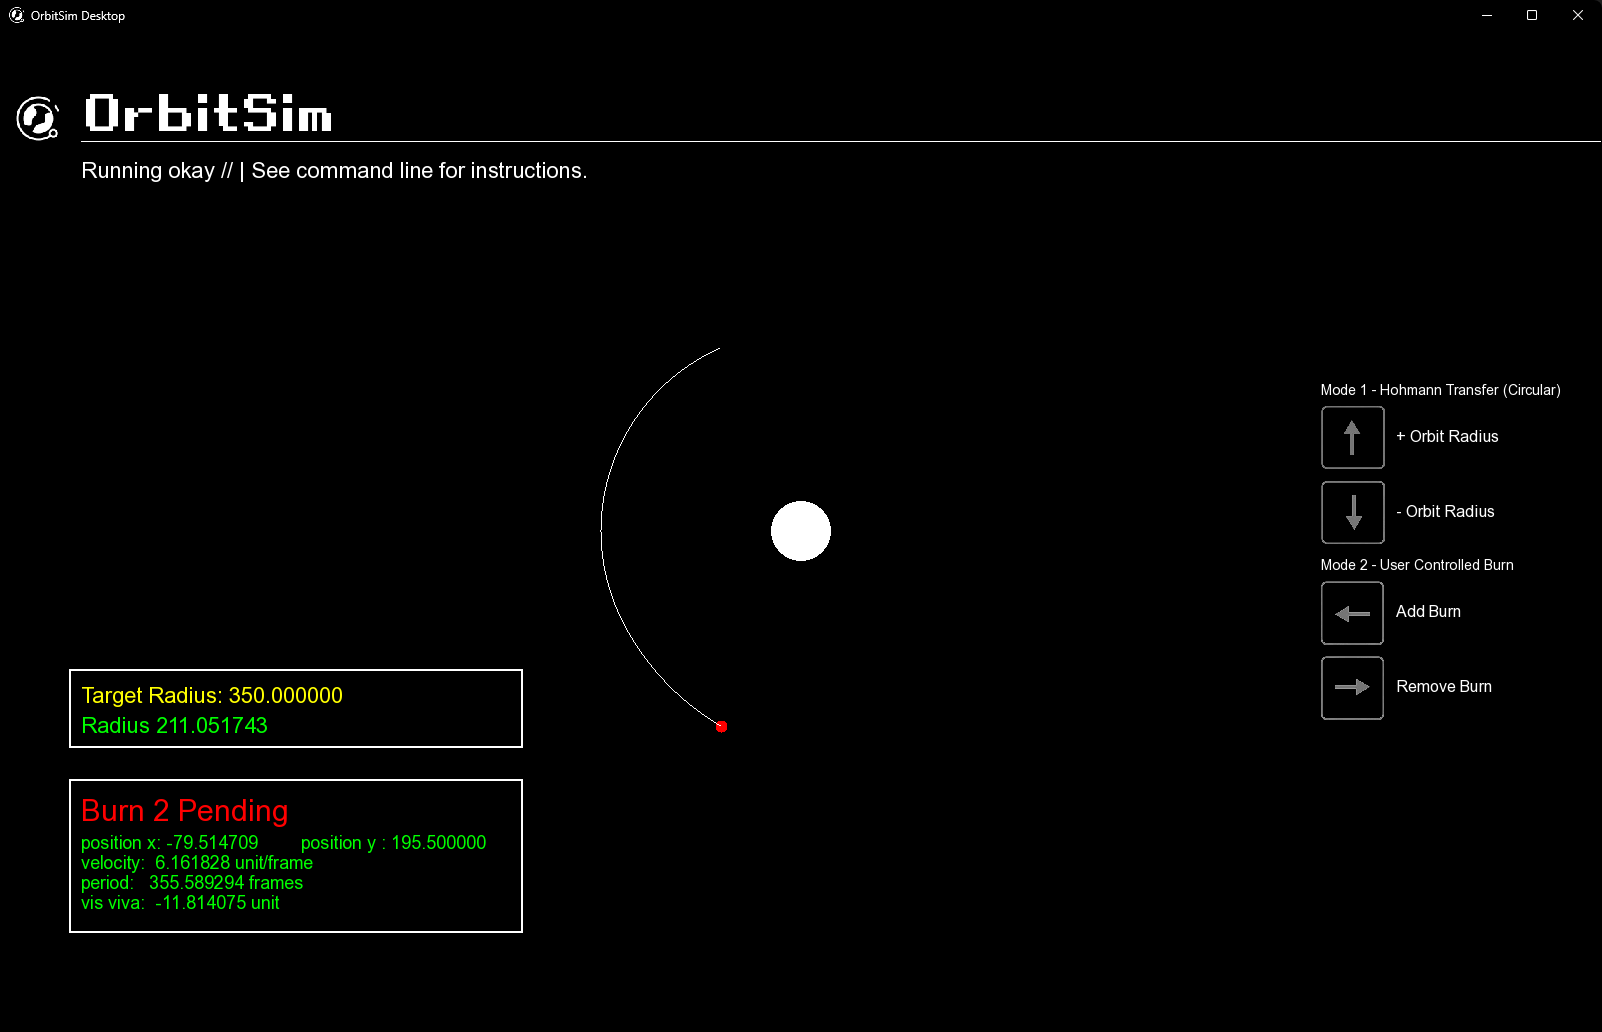 OrbitSim Desktop
OrbitSim
Running okay // | See command line for instructions.
Mode 1 - Hohmann Transfer (Circular)
+ Orbit Radius
- Orbit Radius
Mode 2 - User Controlled Burn
Add Burn
Remove Burn
Target Radius: 350.000000
Radius 211.051743
Burn 2 Pending
position x: -79.514709 position y : 195.500000
velocity: 6.161828 unit/frame
period: 355.589294 frames
vis viva: -11.814075 unit